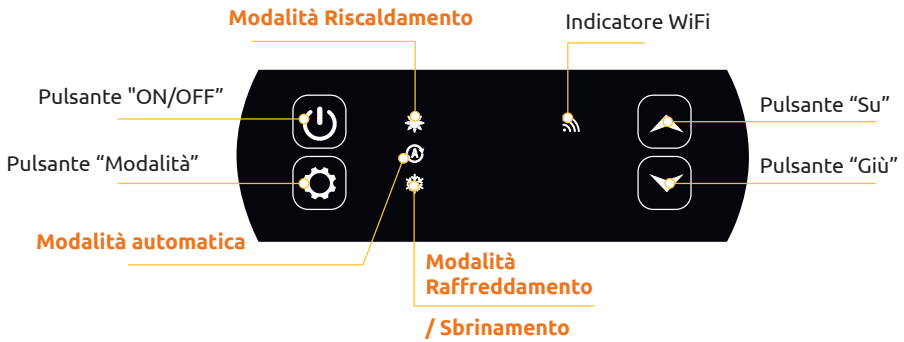 Modalità Riscaldamento
Indicatore WiFi
Pulsante "ON/OFF”
Pulsante “Su”
Pulsante “Modalità”
Pulsante “Giù”
A
Modalità automatica
Modalità
Raffreddamento
/ Sbrinamento